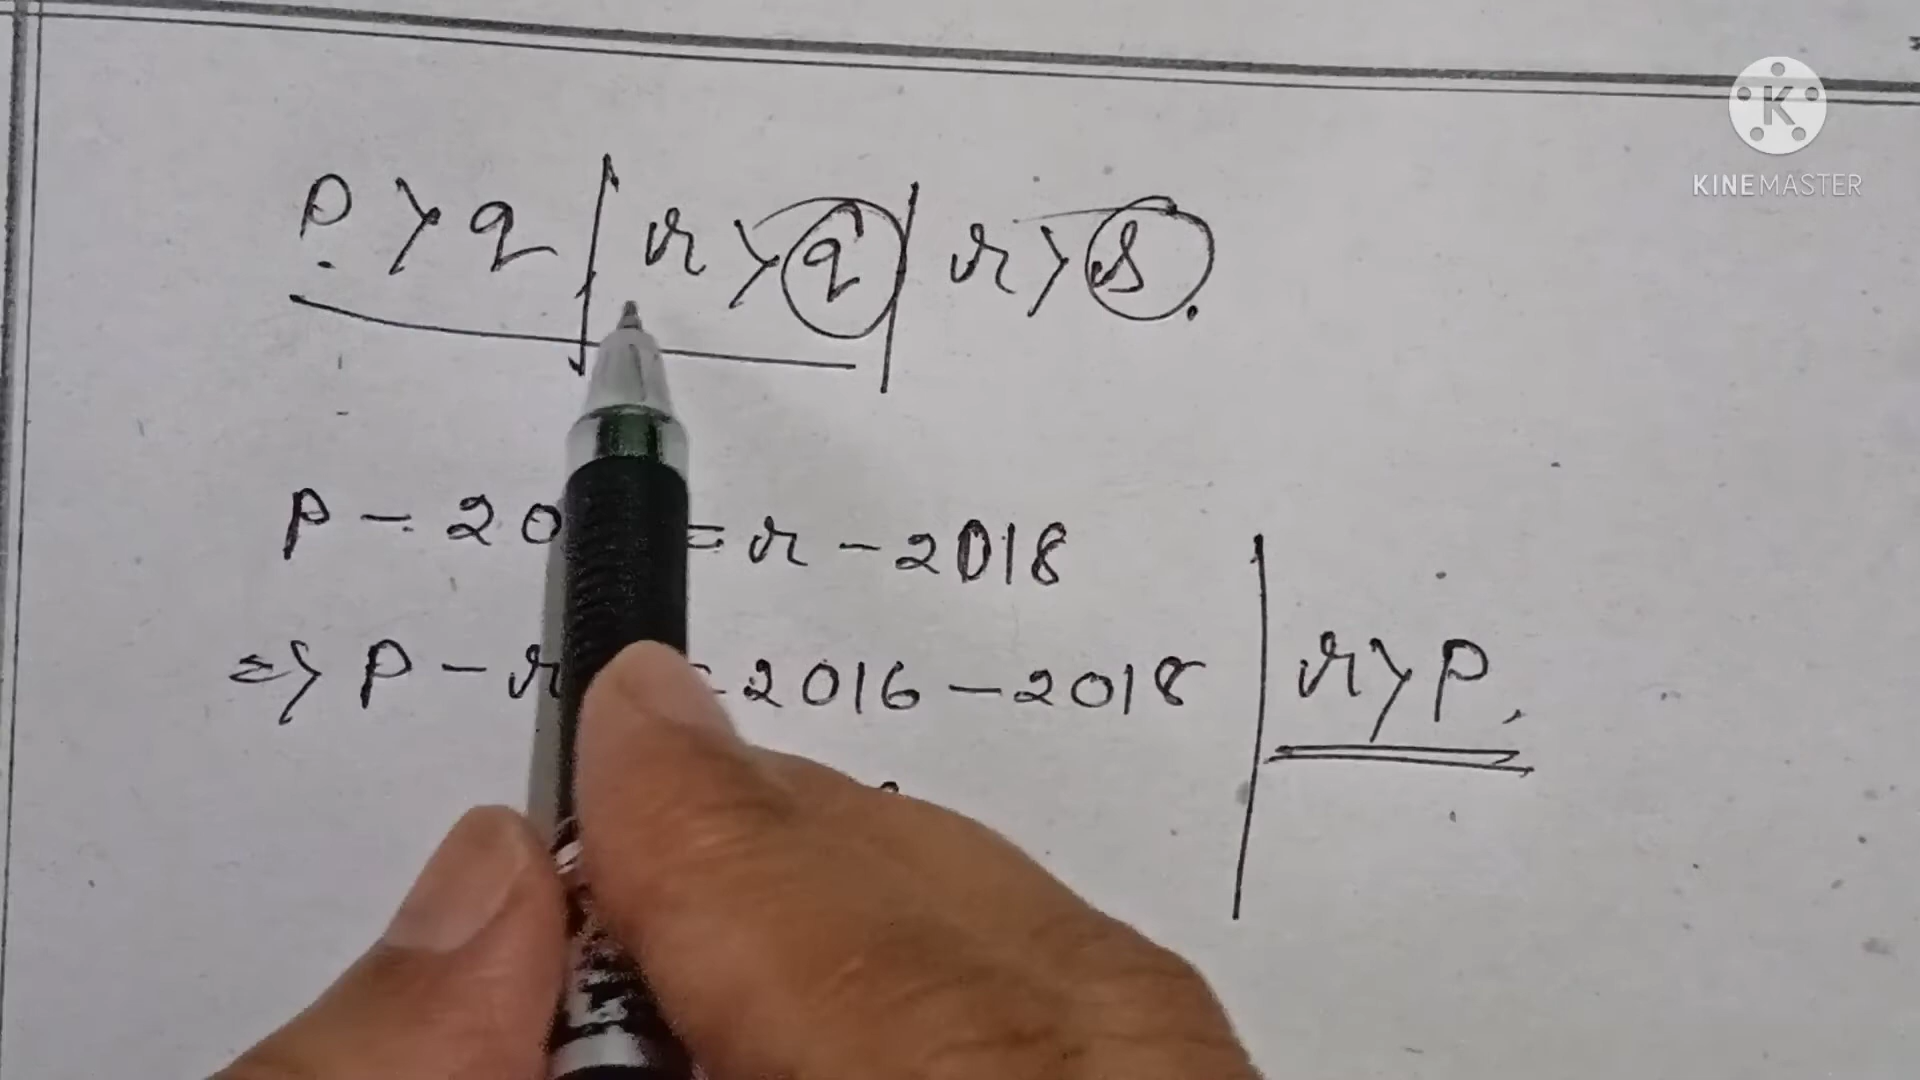 K
KINEMASTER
p > q | r > q | r > s.
p - 20 = r - 2018
=> p - r - 2016 - 2018 | r > p.